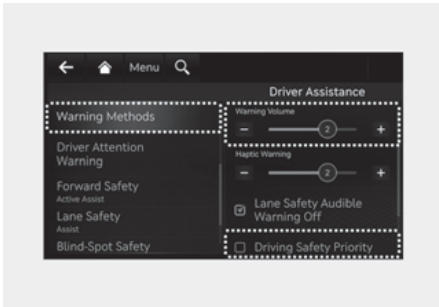 Menu
Driver Assistance
Warning Methods
Driver Attention
Warning
Forward Safety
Active Assist
Lane Safety
Assist
Blind-Spot Safety
Warning Volume
− 2 +
Haptic Warning
− 2 +
Lane Safety Audible
Warning Off
Driving Safety Priority